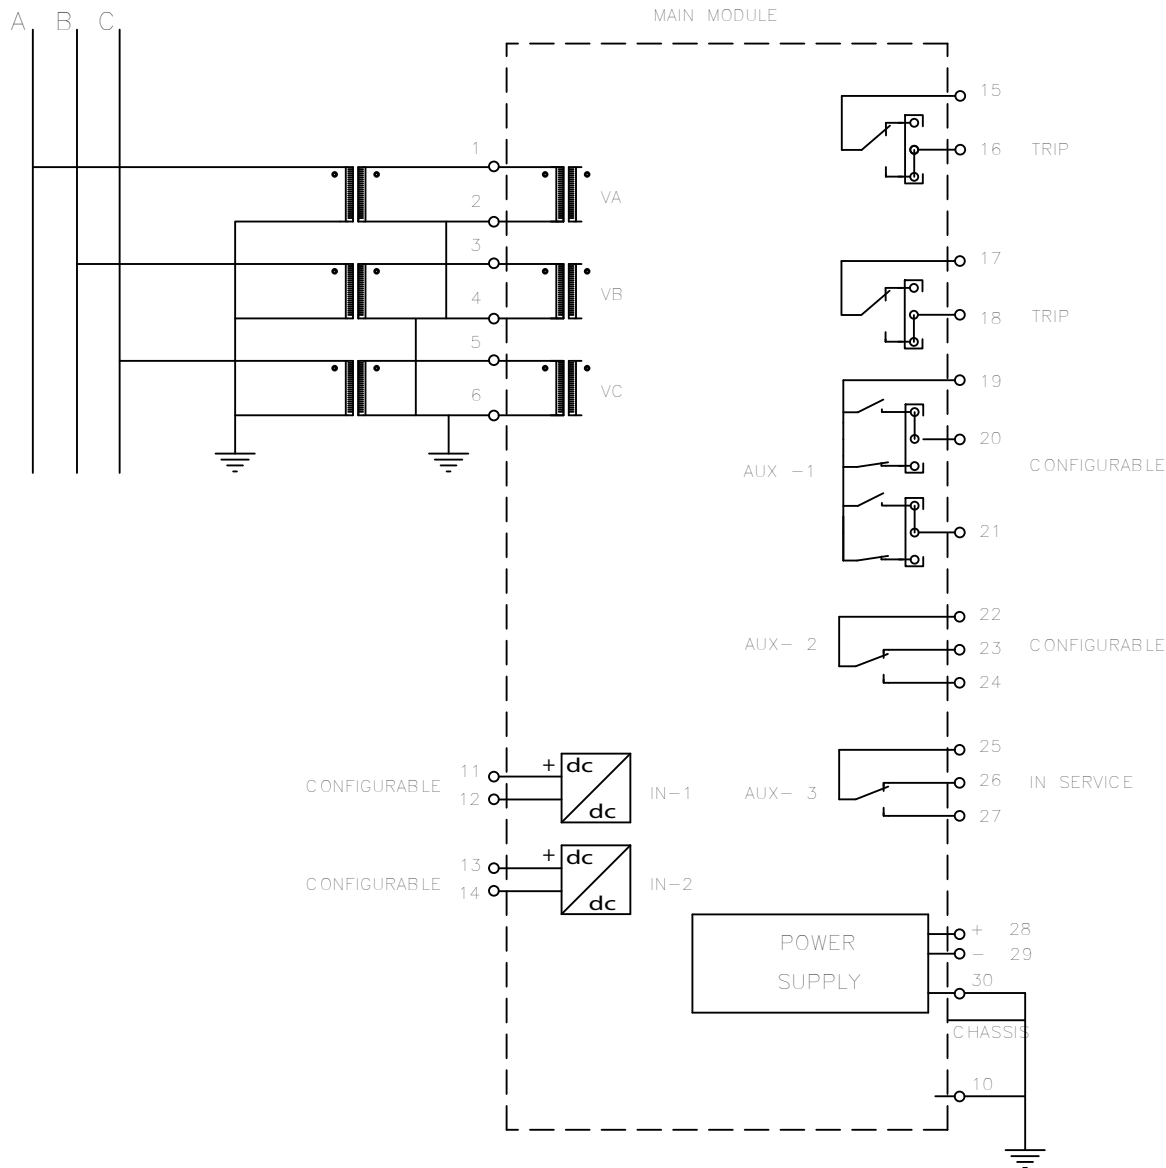 MAIN MODULE
A B C
15
16 TRIP
1
2
VA
3
4
VB
5
6
VC
17
18 TRIP
19
20
CONFIGURABLE
AUX -1
21
22
AUX- 2
23 CONFIGURABLE
24
25
AUX- 3
26 IN SERVICE
27
CONFIGURABLE
11
12
+
dc
dc
IN-1
CONFIGURABLE
13
14
+
dc
dc
IN-2
POWER
SUPPLY
+ 28
- 29
30
CHASSIS
10